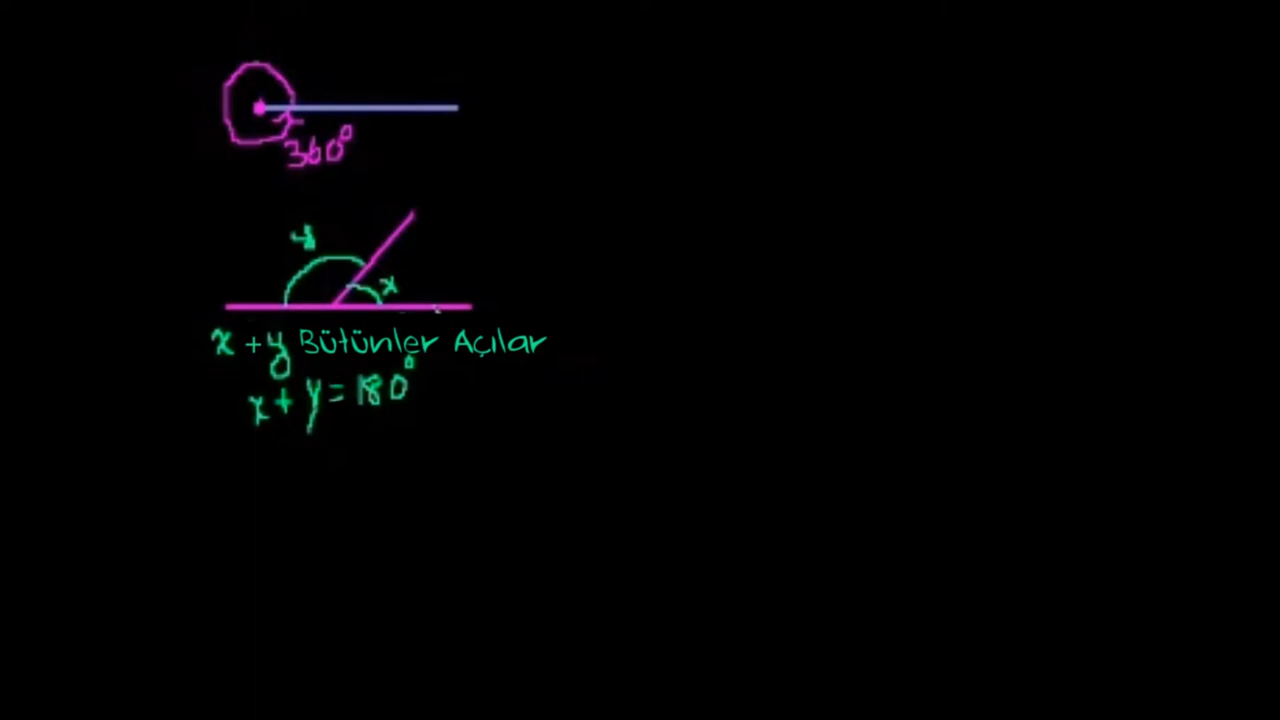 360°
y
x
x + y Bütünler Açılar
x + y = 180°